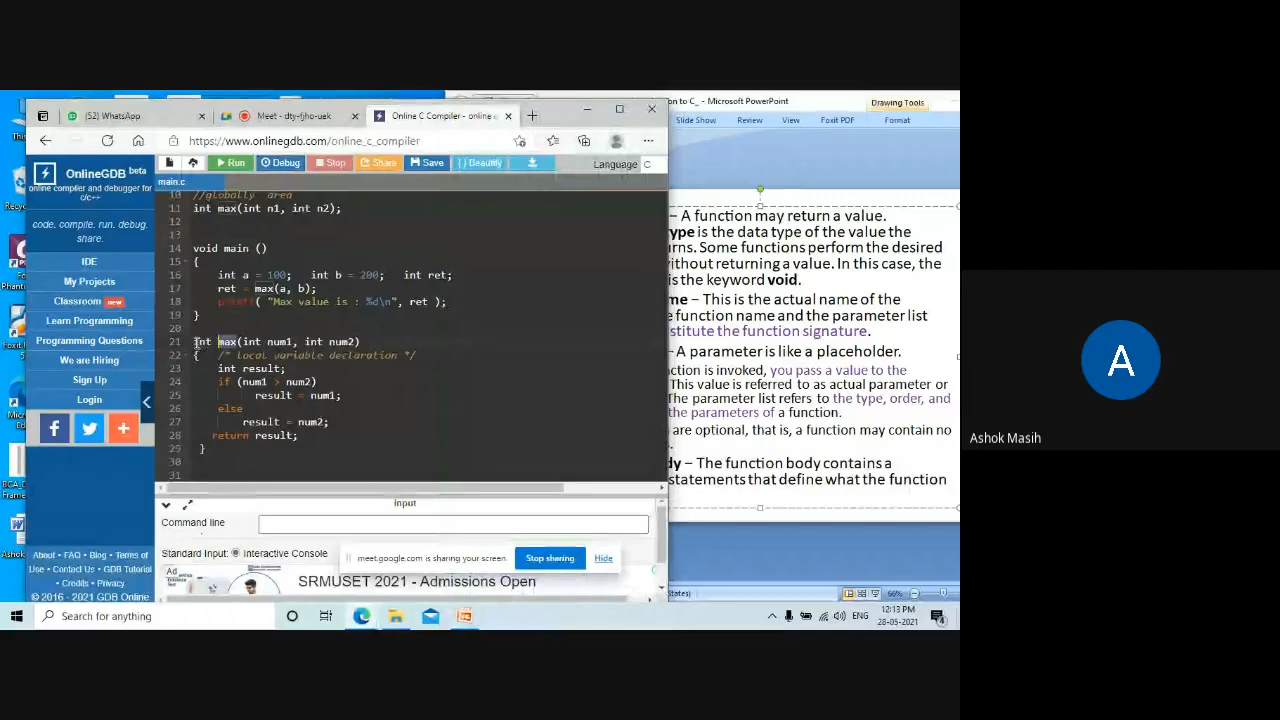 on to C_ - Microsoft PowerPoint
Drawing Tools
(52) WhatsApp
Meet - dty-fjho-uek
Online C Compiler - online
https://www.onlinegdb.com/online_c_compiler
Slide Show Review View Foxit PDF Format
OnlineGDB beta
online compiler and debugger for c/c++
code. compile. run. debug. share.
IDE
My Projects
Classroom new
Learn Programming
Programming Questions
We are Hiring
Sign Up
Login
About • FAQ • Blog • Terms of
Use • Contact Us • GDB Tutorial
• Credits • Privacy
© 2016 - 2021 GDB Online
Run Debug Stop Share Save { } Beautify
Language C
main.c
10 //globally area
11 int max(int n1, int n2);
12
13
14 void main ()
15 {
16 int a = 100; int b = 200; int ret;
17 ret = max(a, b);
18 printf( "Max value is : %d\n", ret );
19 }
20
21 int max(int num1, int num2)
22 { /* local variable declaration */
23 int result;
24 if (num1 > num2)
25 result = num1;
26 else
27 result = num2;
28 return result;
29 }
30
31
input
Command line
Standard Input: Interactive Console
meet.google.com is sharing your screen.
Stop sharing
Hide
Ad
SRMUSET 2021 - Admissions Open
– A function may return a value.
ype is the data type of the value the
urns. Some functions perform the desired
vithout returning a value. In this case, the
is the keyword void.
me – This is the actual name of the
e function name and the parameter list
stitute the function signature.
– A parameter is like a placeholder.
nction is invoked, you pass a value to the
This value is referred to as actual parameter or
The parameter list refers to the type, order, and
the parameters of a function.
are optional, that is, a function may contain no
s.
dy – The function body contains a
statements that define what the function
States)
66%
Search for anything
ENG
12:13 PM
28-05-2021
4
A
Ashok Masih